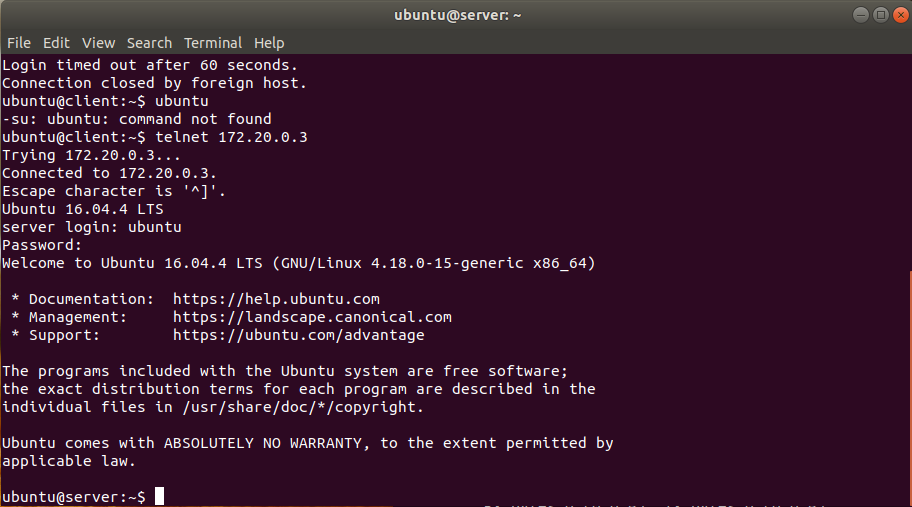 ubuntu@server: ~
File Edit View Search Terminal Help
Login timed out after 60 seconds.
Connection closed by foreign host.
ubuntu@client:~$ ubuntu
-su: ubuntu: command not found
ubuntu@client:~$ telnet 172.20.0.3
Trying 172.20.0.3...
Connected to 172.20.0.3.
Escape character is '^]'.
Ubuntu 16.04.4 LTS
server login: ubuntu
Password:
Welcome to Ubuntu 16.04.4 LTS (GNU/Linux 4.18.0-15-generic x86_64)
* Documentation:  https://help.ubuntu.com
* Management:     https://landscape.canonical.com
* Support:        https://ubuntu.com/advantage
The programs included with the Ubuntu system are free software;
the exact distribution terms for each program are described in the
individual files in /usr/share/doc/*/copyright.
Ubuntu comes with ABSOLUTELY NO WARRANTY, to the extent permitted by
applicable law.
ubuntu@server:~$